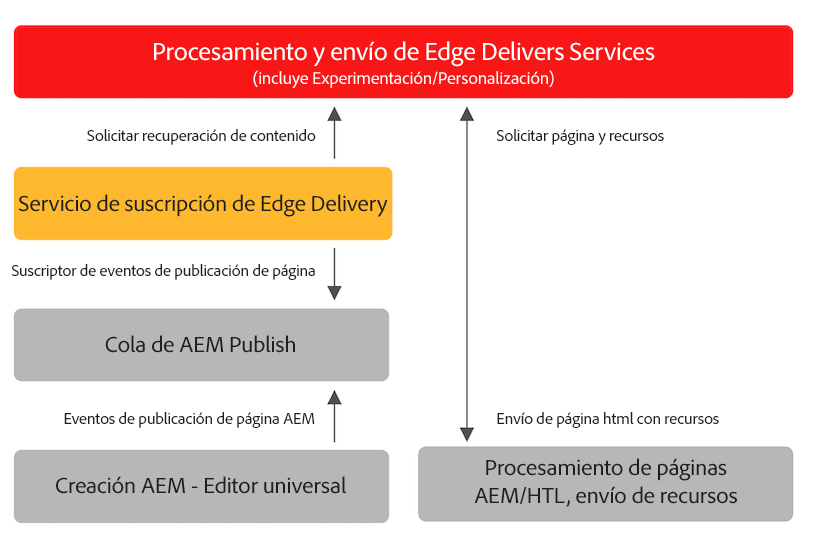 Procesamiento y envío de Edge Delivers Services
(incluye Experimentación/Personalización)
Solicitar recuperación de contenido
Solicitar página y recursos
Servicio de suscripción de Edge Delivery
Suscriptor de eventos de publicación de página
Cola de AEM Publish
Eventos de publicación de página AEM
Envío de página html con recursos
Creación AEM - Editor universal
Procesamiento de páginas
AEM/HTL, envío de recursos